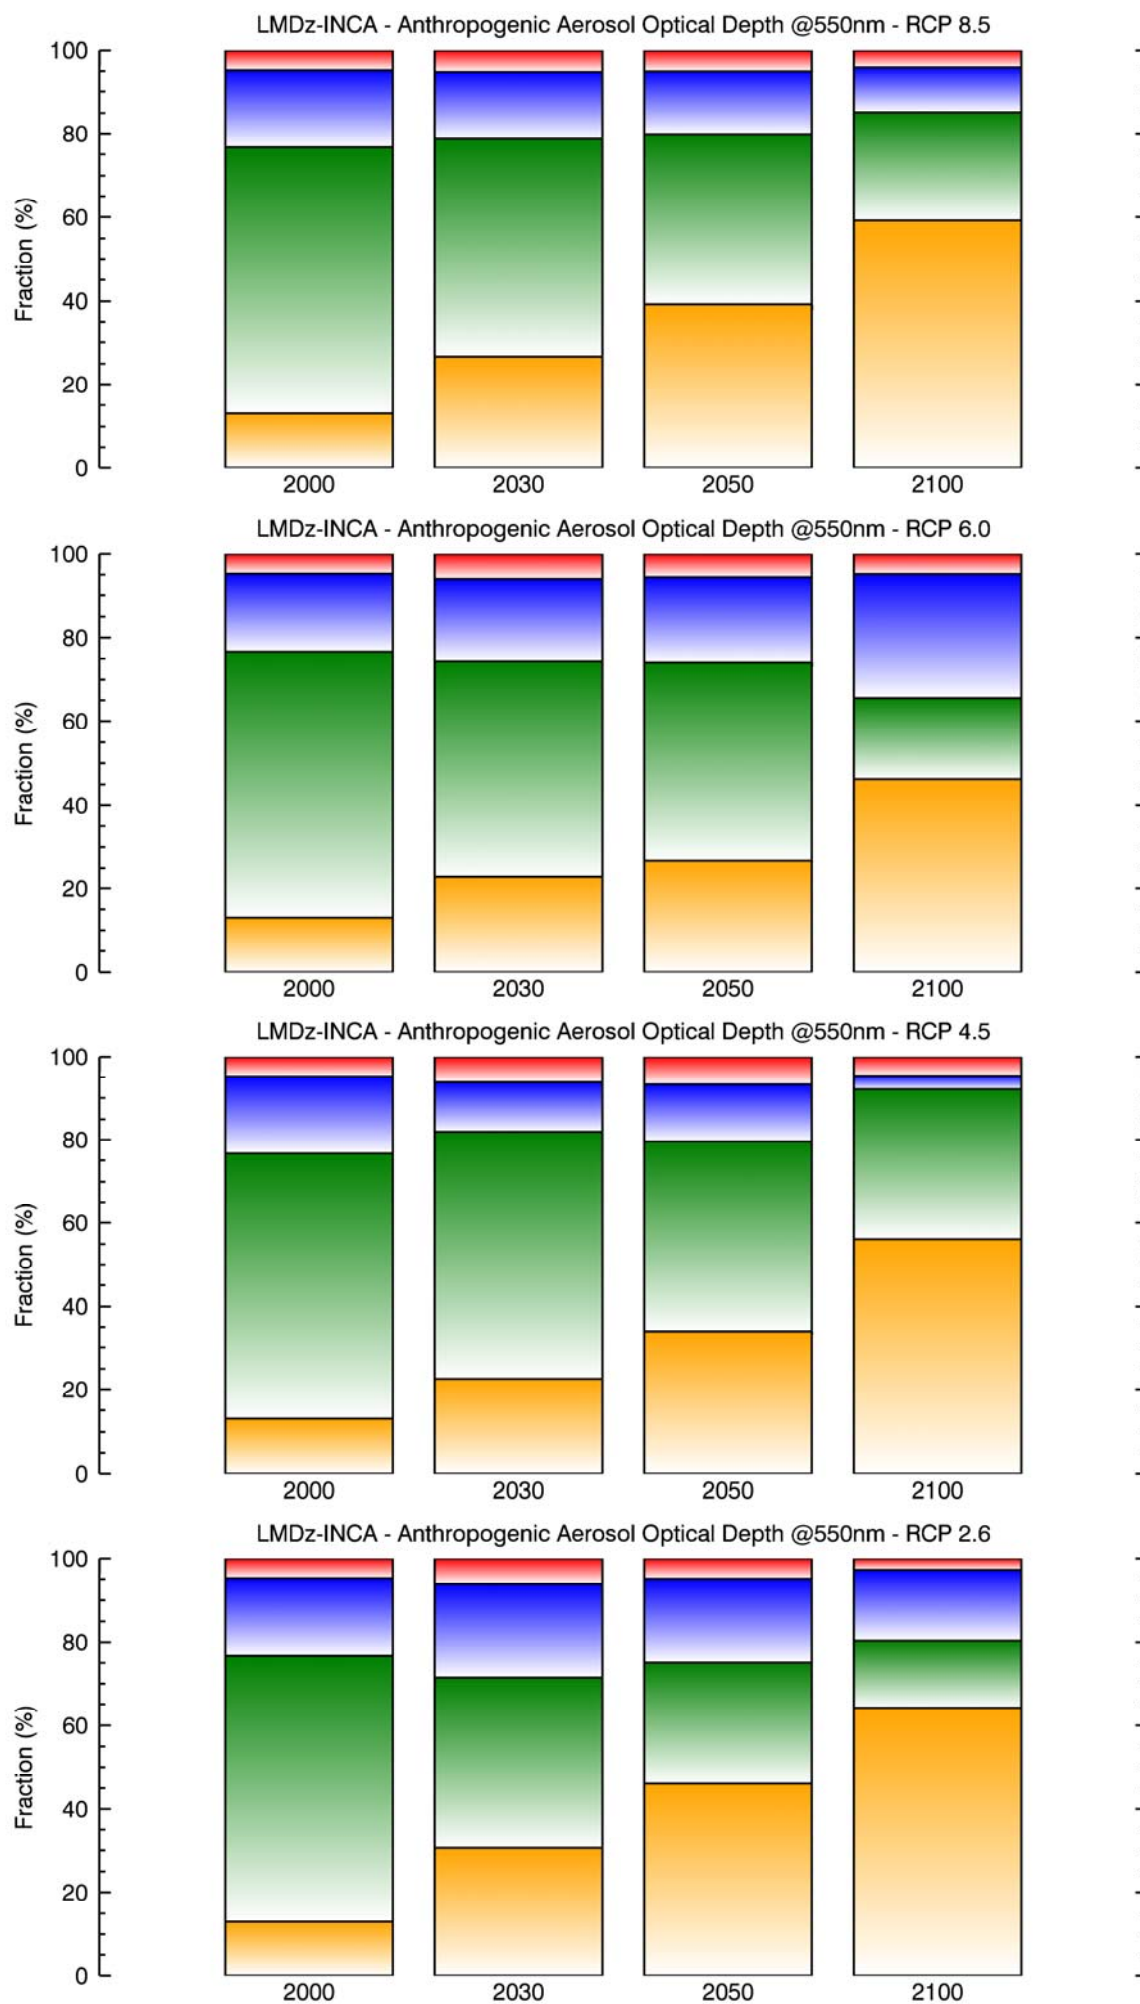 LMDz-INCA - Anthropogenic Aerosol Optical Depth @550nm - RCP 8.5
100
80
60
40
20
0
Fraction (%)
2000 2030 2050 2100
LMDz-INCA - Anthropogenic Aerosol Optical Depth @550nm - RCP 6.0
100
80
60
40
20
0
Fraction (%)
2000 2030 2050 2100
LMDz-INCA - Anthropogenic Aerosol Optical Depth @550nm - RCP 4.5
100
80
60
40
20
0
Fraction (%)
2000 2030 2050 2100
LMDz-INCA - Anthropogenic Aerosol Optical Depth @550nm - RCP 2.6
100
80
60
40
20
0
Fraction (%)
2000 2030 2050 2100